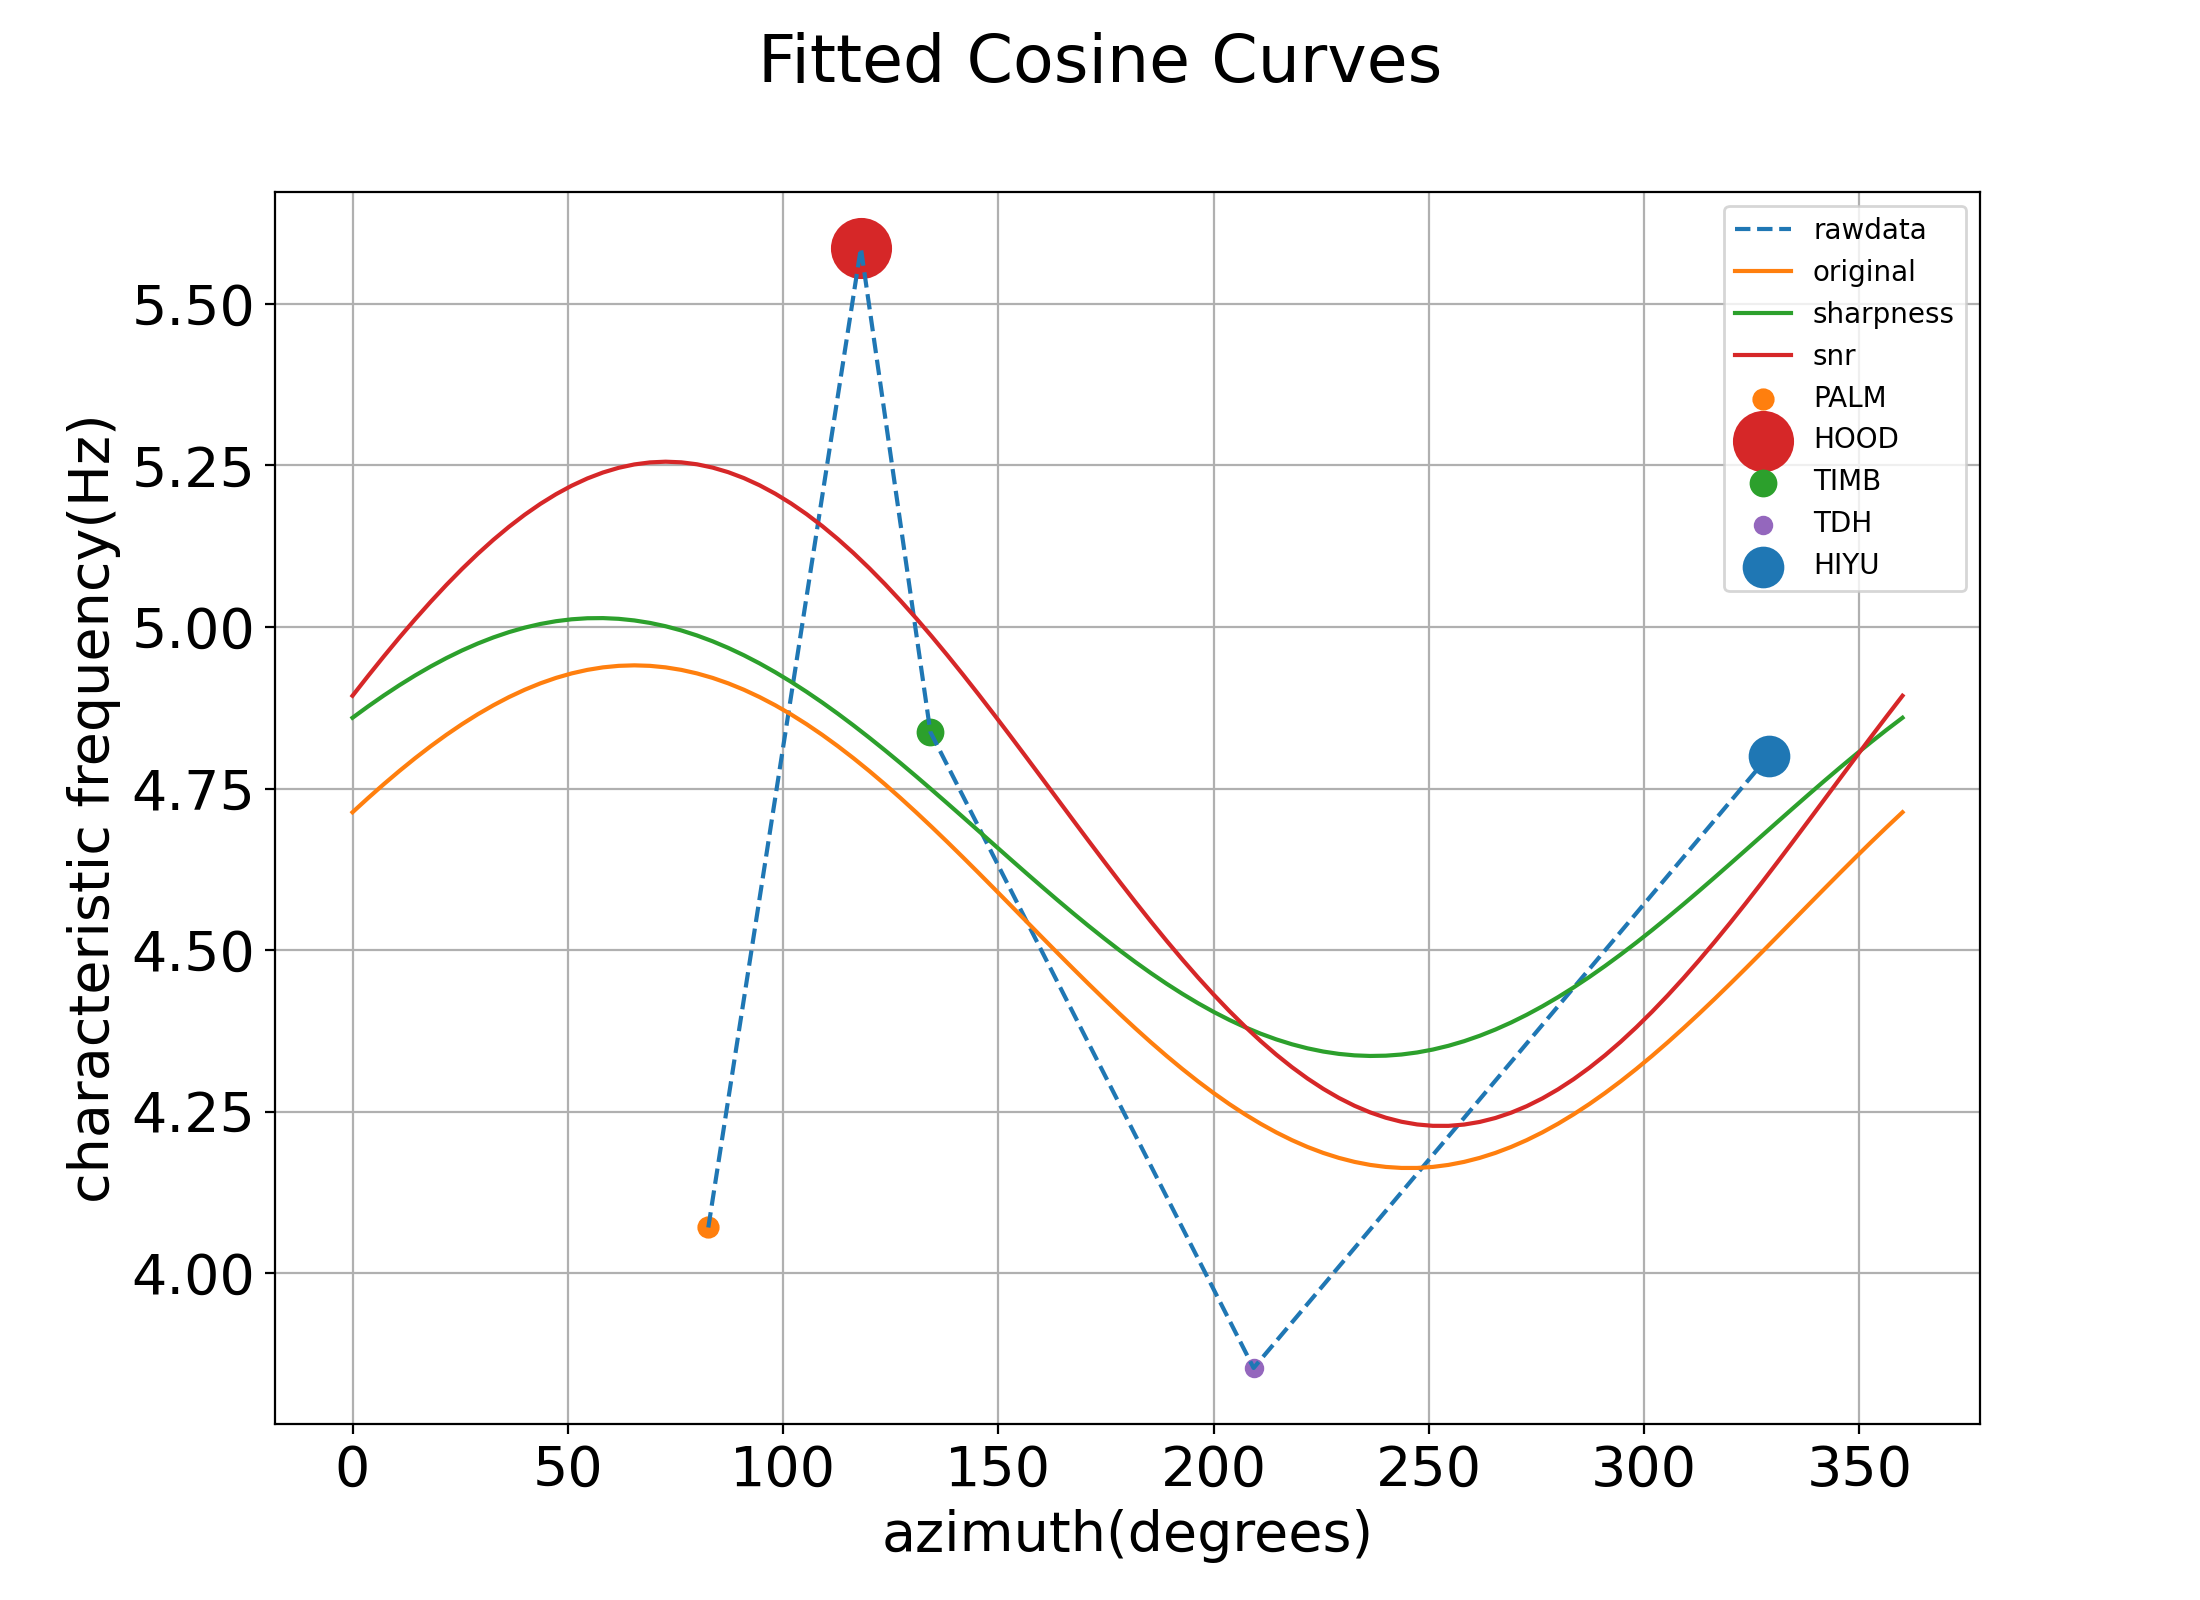 Fitted Cosine Curves
characteristic frequency(Hz)
5.50
5.25
5.00
4.75
4.50
4.25
4.00
rawdata
original
sharpness
snr
PALM
HOOD
TIMB
TDH
HIYU
0 50 100 150 200 250 300 350
azimuth(degrees)